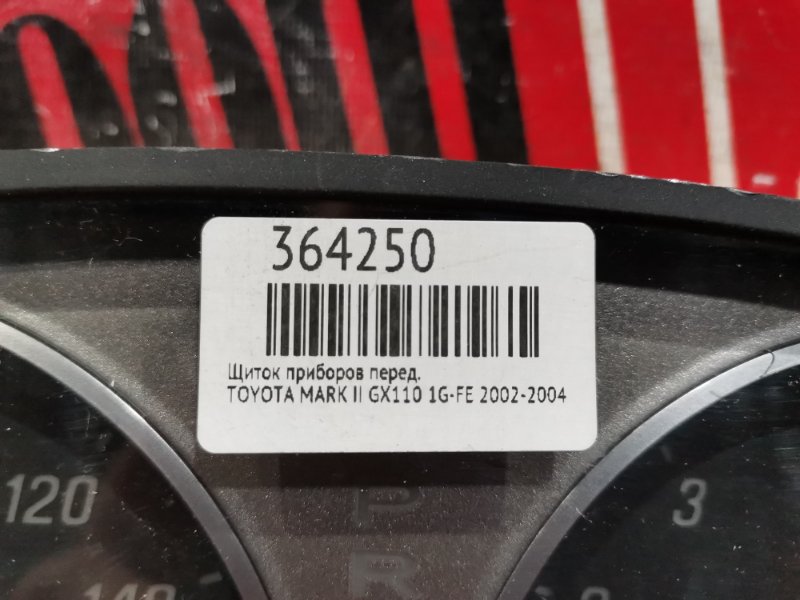 364250
Щиток приборов перед.
TOYOTA MARK II GX110 1G-FE 2002-2004
120
3
P
R